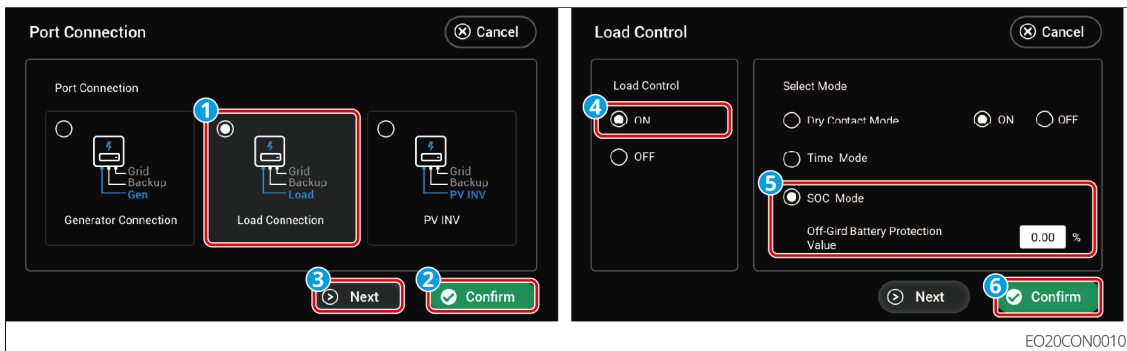 Port Connection
Cancel
Port Connection
1
Grid
Backup
Gen
Generator Connection
Grid
Backup
Load
Load Connection
Grid
Backup
PV INV
PV INV
3
Next
2
Confirm
Load Control
Cancel
Load Control
4
ON
OFF
Select Mode
Dry Contact Mode
ON
OFF
Time Mode
5
SOC Mode
Off-Gird Battery Protection
Value
0.00 %
Next
6
Confirm
EO20CON0010